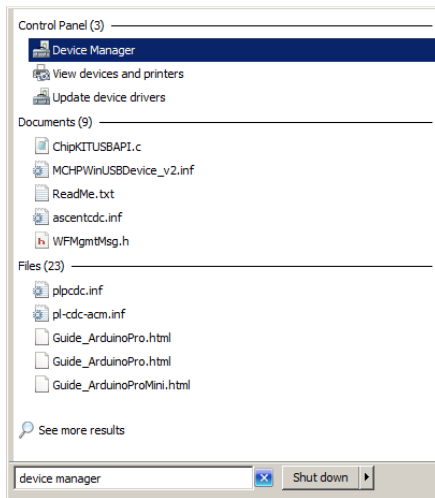 Control Panel (3)
Device Manager
View devices and printers
Update device drivers
Documents (9)
ChipKITUSBAPI.c
MCHPWinUSBDevice_v2.inf
ReadMe.txt
ascentcdc.inf
WFMgmtMsg.h
Files (23)
plpcdc.inf
pl-cdc-acm.inf
Guide_ArduinoPro.html
Guide_ArduinoPro.html
Guide_ArduinoProMini.html
See more results
device manager Shut down